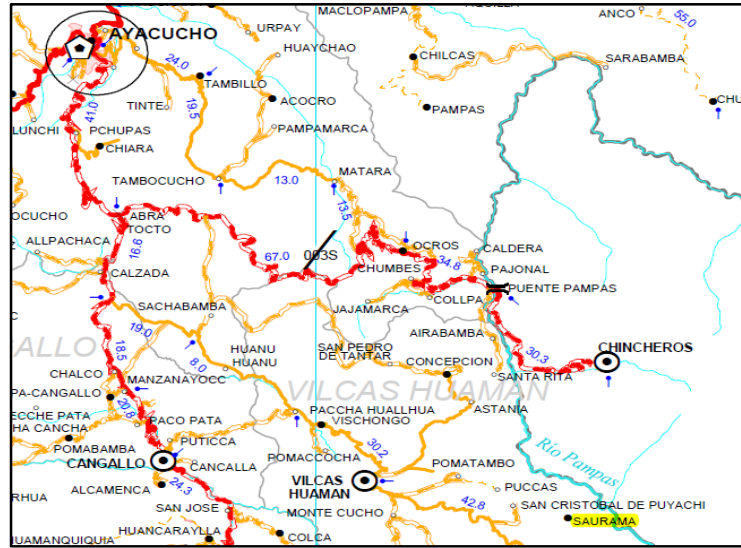 MACLOPAMPA
ANCO
55.0
URPAY
AYACUCHO
HUAYCHAO
CHILCAS
SARABAMBA
24.0
TAMBILLO
TINTE
ACOCRO
PAMPAS
CHU
41.0
19.5
LUNCHI
PCHUPAS
PAMPAMARCA
CHIARA
MATARA
TAMBOCUCHO
13.0
13.5
OCUCHO
ABRA
TOCTO
ALLPACHACA
16.6
67.0
003S
OCROS
CALDERA
34.8
CHUMBES
PAJONAL
CALZADA
PUENTE PAMPAS
COLLPA
JAJAMARCA
SACHABAMBA
AIRABAMBA
19.0
ALLO
HUANU
HUANU
8.0
SAN PEDRO
DE TANTAR
CONCEPCION
30.3
CHINCHEROS
18.5
CHALCO
MANZANAYOCC
SANTA RITA
VILCAS HUAMAN
PA-CANGALLO
20.8
ECCHE PATA
PACO PATA
PACCHA HUALLHUA
ASTANIA
HA CANCHA
VISCHONGO
PUTICCA
POMABAMBA
30.2
Rio Pampas
POMACCOCHA
CANGALLO
CANCALLA
POMATAMBO
VILCAS
HUAMAN
24.3
ALCAMENCA
PUCCAS
RHUA
42.8
SAN CRISTOBAL DE PUYACHI
SAN JOSE
MONTE CUCHO
SAURAMA
HUANCARAYLLA
COLCA
IUAMANQUIQUIA